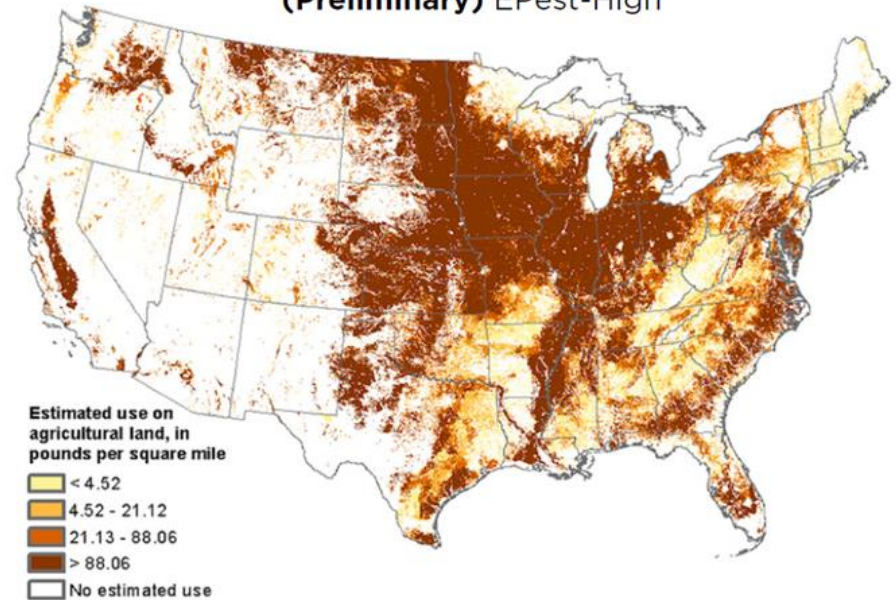 (Preliminary) EPest-High
Estimated use on
agricultural land, in
pounds per square mile
< 4.52
4.52 - 21.12
21.13 - 88.06
> 88.06
No estimated use